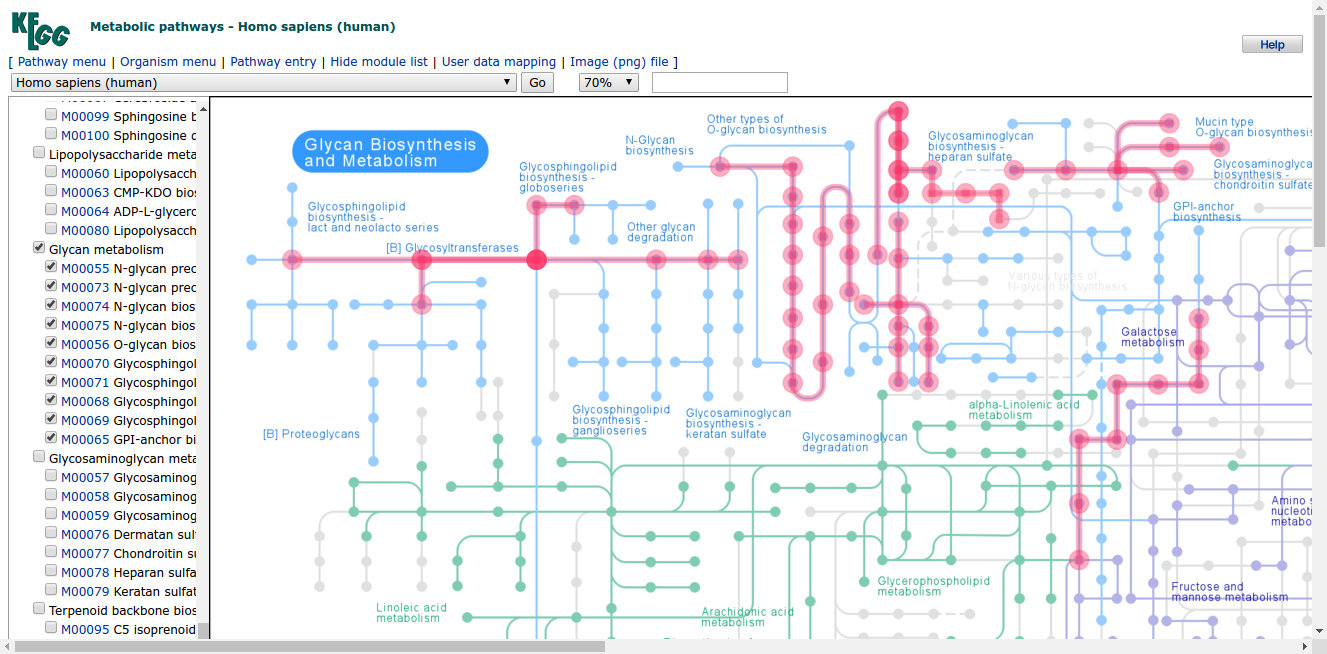 KEGG
Metabolic pathways - Homo sapiens (human)
Help
[ Pathway menu | Organism menu | Pathway entry | Hide module list | User data mapping | Image (png) file ]
Homo sapiens (human)
Go
70%
M00099 Sphingosine b
M00100 Sphingosine c
Lipopolysaccharide meta
M00060 Lipopolysacch
M00063 CMP-KDO bios
M00064 ADP-L-glycero
M00080 Lipopolysacch
Glycan metabolism
M00055 N-glycan prec
M00073 N-glycan prec
M00074 N-glycan bios
M00075 N-glycan bios
M00056 O-glycan bios
M00070 Glycosphingol
M00071 Glycosphingol
M00068 Glycosphingol
M00069 Glycosphingol
M00065 GPI-anchor bi
Glycosaminoglycan meta
M00057 Glycosaminog
M00058 Glycosaminog
M00059 Glycosaminog
M00076 Dermatan sulf
M00077 Chondroitin su
M00078 Heparan sulfa
M00079 Keratan sulfat
Terpenoid backbone bios
M00095 C5 isoprenoid
Glycan Biosynthesis
and Metabolism
Glycosphingolipid
biosynthesis -
lact and neolacto series
[B] Glycosyltransferases
Glycosphingolipid
biosynthesis -
globoseries
N-Glycan
biosynthesis
Other types of
O-glycan biosynthesis
Other glycan
degradation
Glycosaminoglycan
biosynthesis -
heparan sulfate
Mucin type
O-glycan biosynthesis
Glycosaminoglyca
biosynthesis -
chondroitin sulfate
GPI-anchor
biosynthesis
Various types of
N-glycan biosynthesis
Galactose
metabolism
[B] Proteoglycans
Glycosphingolipid
biosynthesis -
ganglioseries
Glycosaminoglycan
biosynthesis -
keratan sulfate
Glycosaminoglycan
degradation
alpha-Linolenic acid
metabolism
Amino s
nucleoti
metabo
Glycerophospholipid
metabolism
Fructose and
mannose metabolism
Linoleic acid
metabolism
Arachidonic acid
metabolism